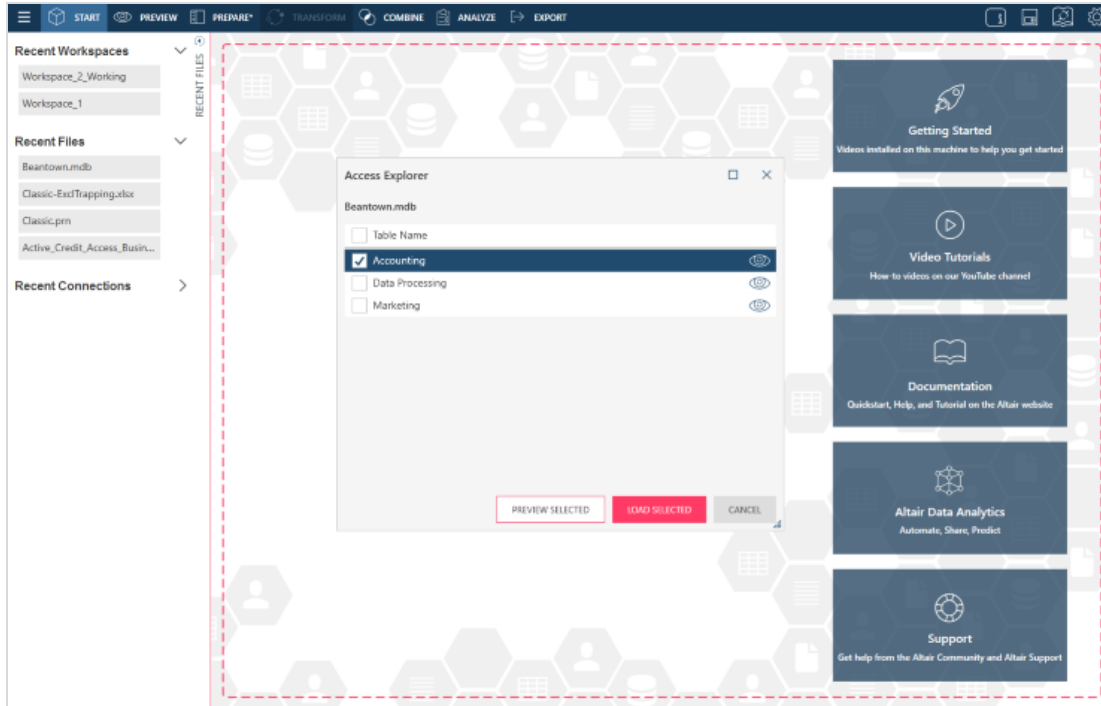 START PREVIEW PREPARE* TRANSFORM COMBINE ANALYZE EXPORT
Recent Workspaces
Workspace_2_Working
Workspace_1
RECENT FILES
Recent Files
Beantown.mdb
Classic-ExclTrapping.xlsx
Classic.prn
Active_Credit_Access_Busin...
Recent Connections
Access Explorer
Beantown.mdb
Table Name
Accounting
Data Processing
Marketing
PREVIEW SELECTED LOAD SELECTED CANCEL
Getting Started
Videos installed on this machine to help you get started
Video Tutorials
How-to videos on our YouTube channel
Documentation
Quickstart, Help, and Tutorial on the Altair website
Altair Data Analytics
Automate, Share, Predict
Support
Get help from the Altair Community and Altair Support